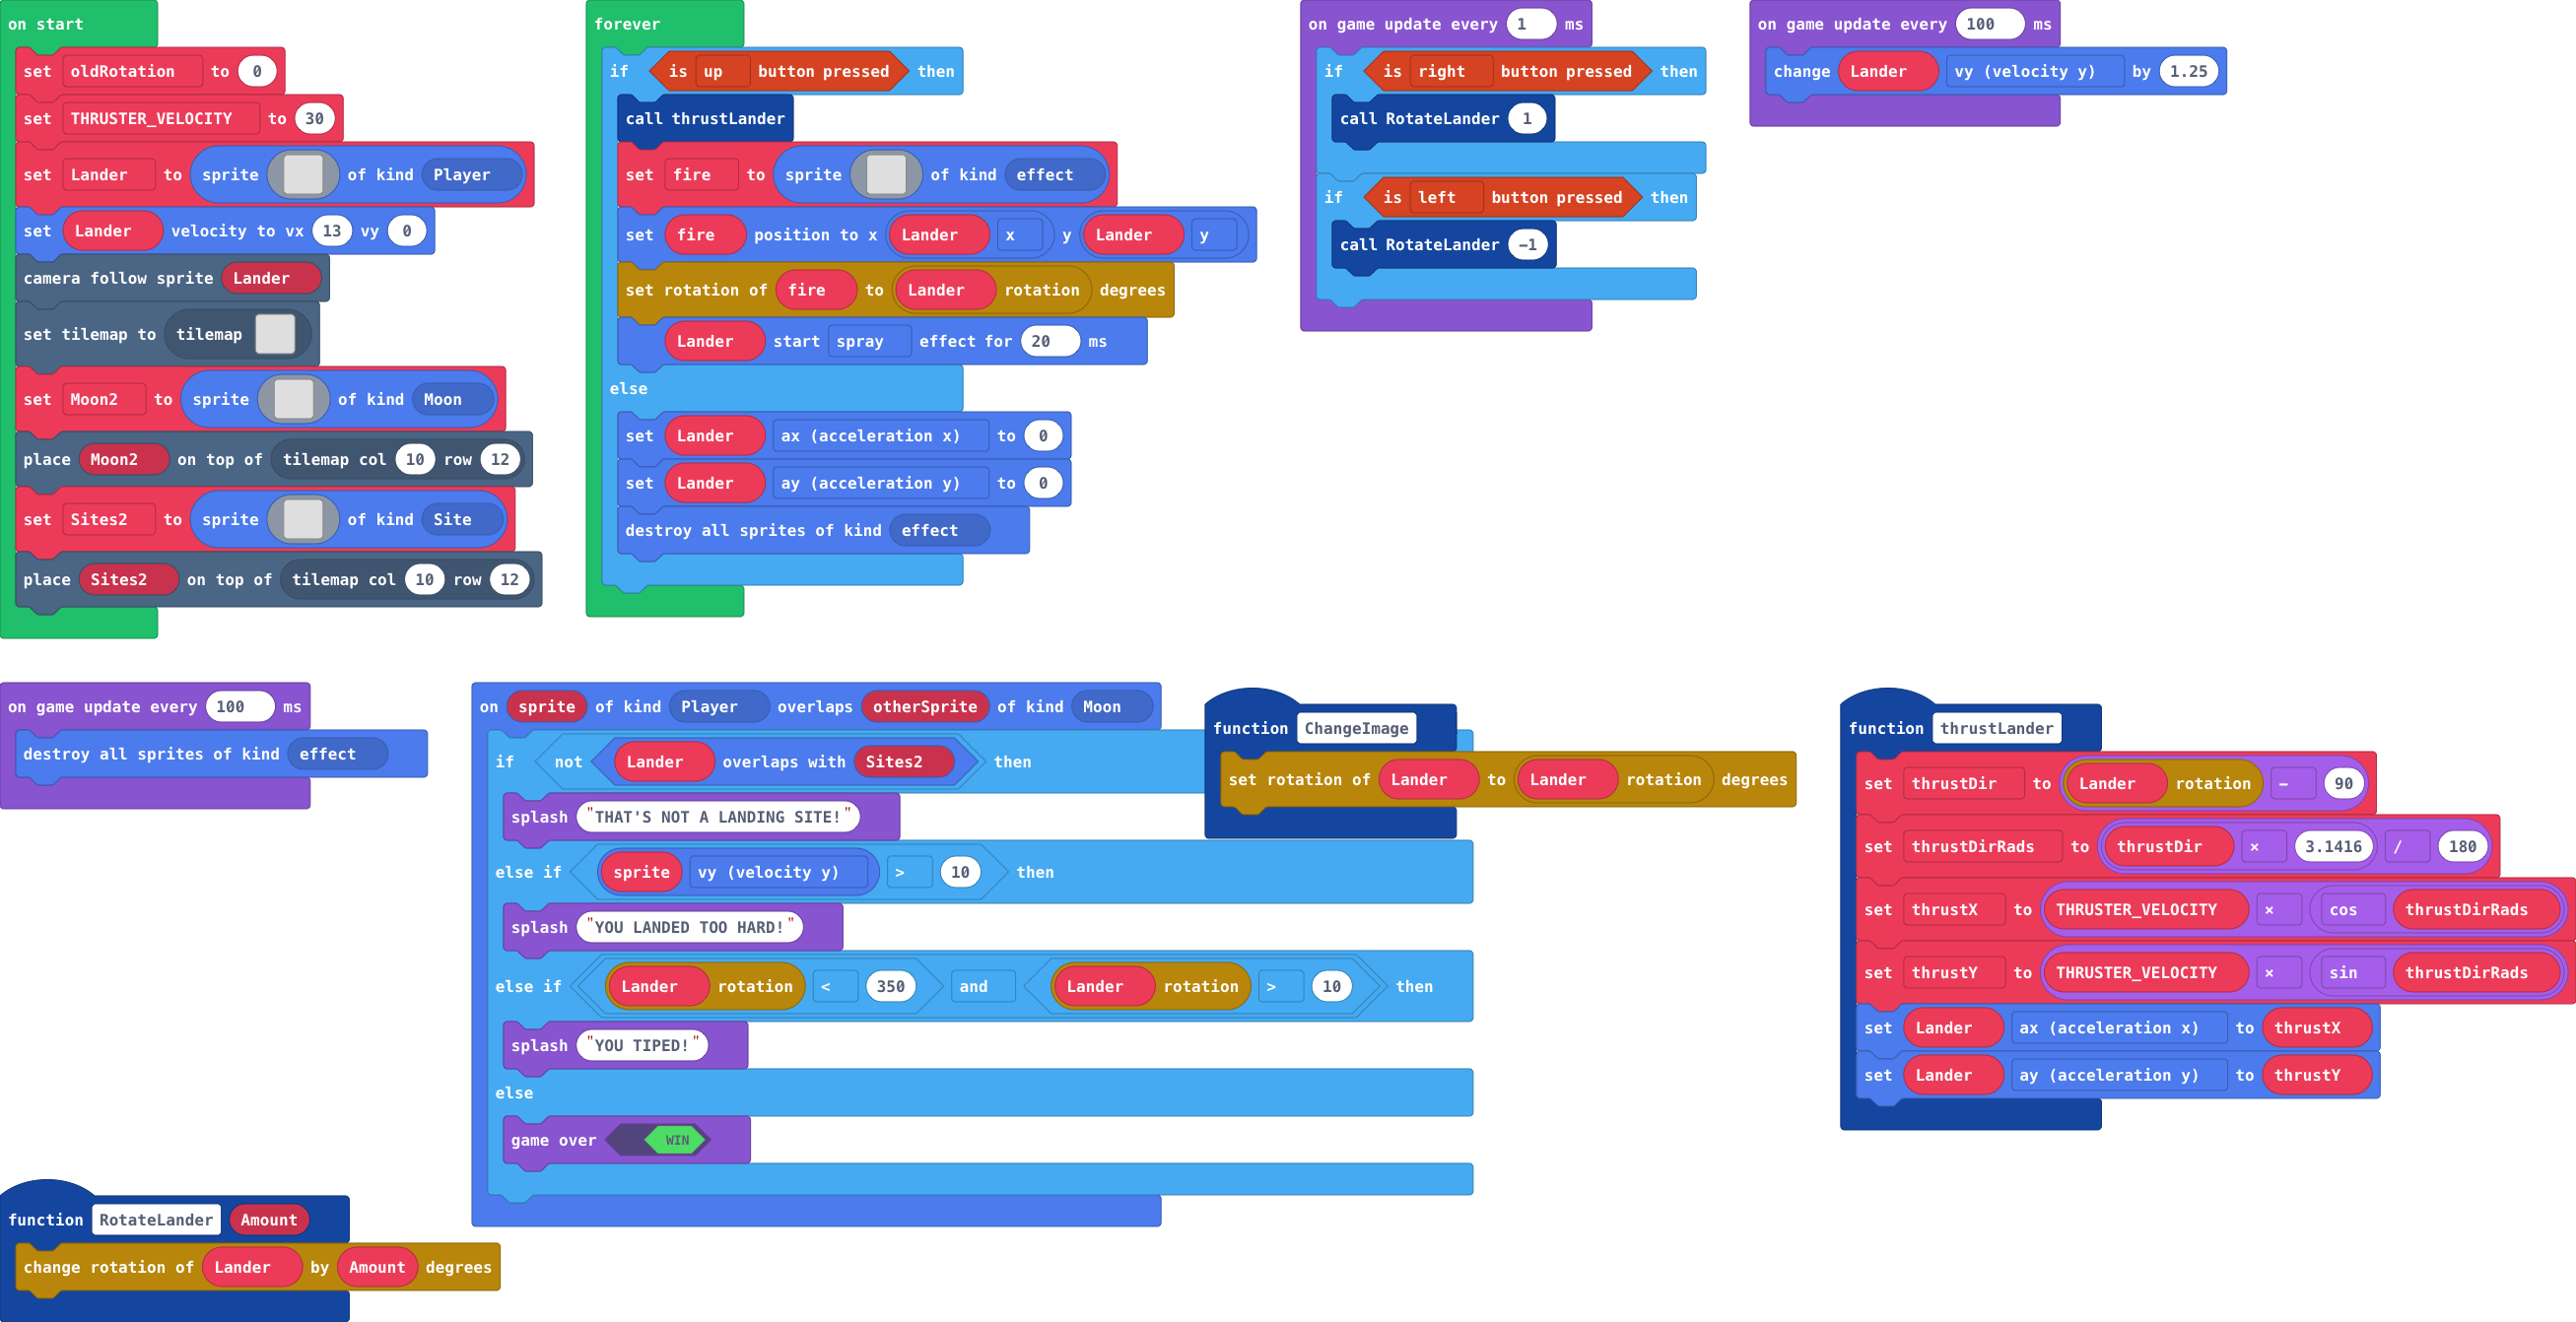 on start
set oldRotation to 0
set THRUSTER_VELOCITY to 30
set Lander to sprite of kind Player
set Lander velocity to vx 13 vy 0
camera follow sprite Lander
set tilemap to tilemap
set Moon2 to sprite of kind Moon
place Moon2 on top of tilemap col 10 row 12
set Sites2 to sprite of kind Site
place Sites2 on top of tilemap col 10 row 12
forever
if is up button pressed then
call thrustLander
set fire to sprite of kind effect
set fire position to x Lander x y Lander y
set rotation of fire to Lander rotation degrees
Lander start spray effect for 20 ms
else
set Lander ax (acceleration x) to 0
set Lander ay (acceleration y) to 0
destroy all sprites of kind effect
on game update every 1 ms
if is right button pressed then
call RotateLander 1
if is left button pressed then
call RotateLander −1
on game update every 100 ms
change Lander vy (velocity y) by 1.25
on game update every 100 ms
destroy all sprites of kind effect
on sprite of kind Player overlaps otherSprite of kind Moon
if not Lander overlaps with Sites2 then
splash "THAT'S NOT A LANDING SITE!"
else if sprite vy (velocity y) > 10 then
splash "YOU LANDED TOO HARD!"
else if Lander rotation < 350 and Lander rotation > 10 then
splash "YOU TIPED!"
else
game over WIN
function ChangeImage
set rotation of Lander to Lander rotation degrees
function thrustLander
set thrustDir to Lander rotation − 90
set thrustDirRads to thrustDir × 3.1416 / 180
set thrustX to THRUSTER_VELOCITY × cos thrustDirRads
set thrustY to THRUSTER_VELOCITY × sin thrustDirRads
set Lander ax (acceleration x) to thrustX
set Lander ay (acceleration y) to thrustY
function RotateLander Amount
change rotation of Lander by Amount degrees